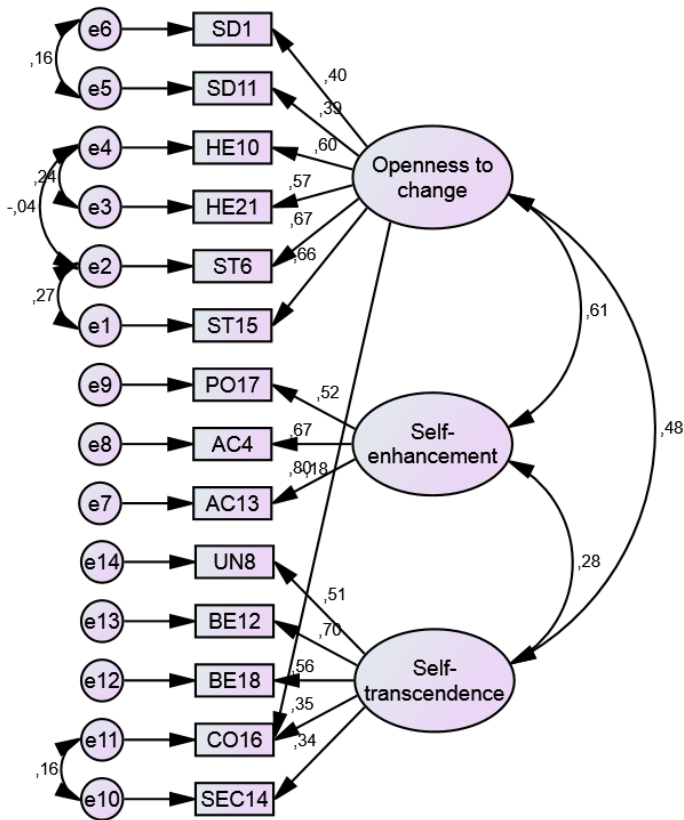 e6
SD1
,16
,40
e5
SD11
,39
e4
HE10
,60
Openness to
change
,24
,57
e3
HE21
-,04
,67
e2
ST6
,66
,27
e1
ST15
,61
e9
PO17
,52
,48
e8
AC4
,67
Self-
enhancement
,80
-,18
e7
AC13
e14
UN8
,28
,51
e13
BE12
,70
e12
BE18
,56
Self-
transcendence
,35
e11
CO16
,34
,16
e10
SEC14